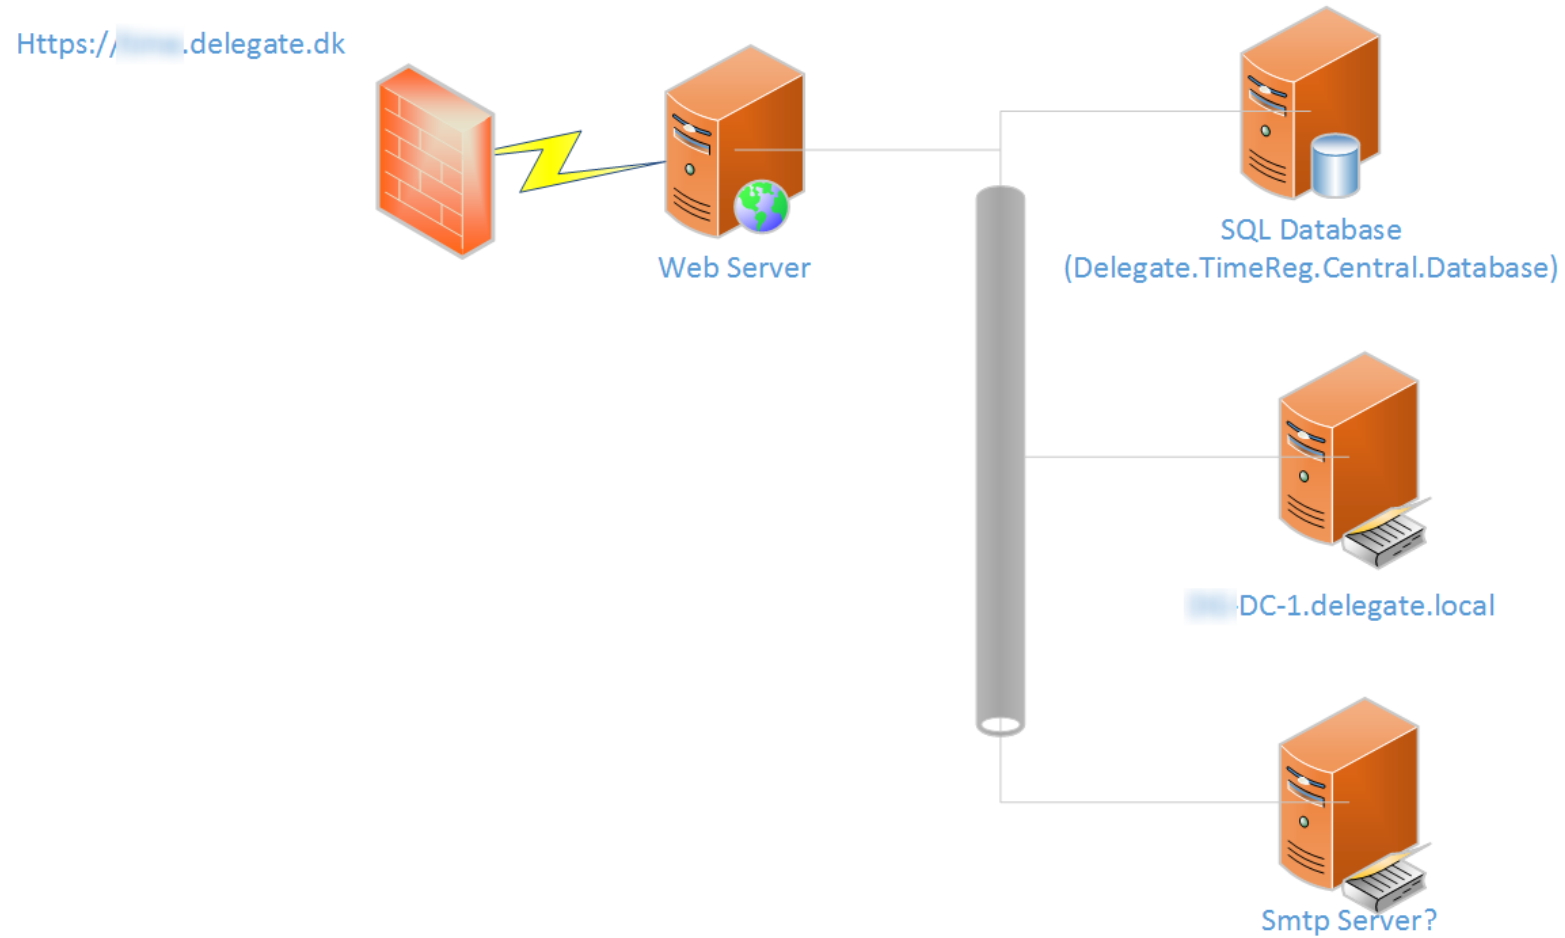 Https:// .delegate.dk
Web Server
SQL Database
(Delegate.TimeReg.Central.Database)
-DC-1.delegate.local
Smtp Server?